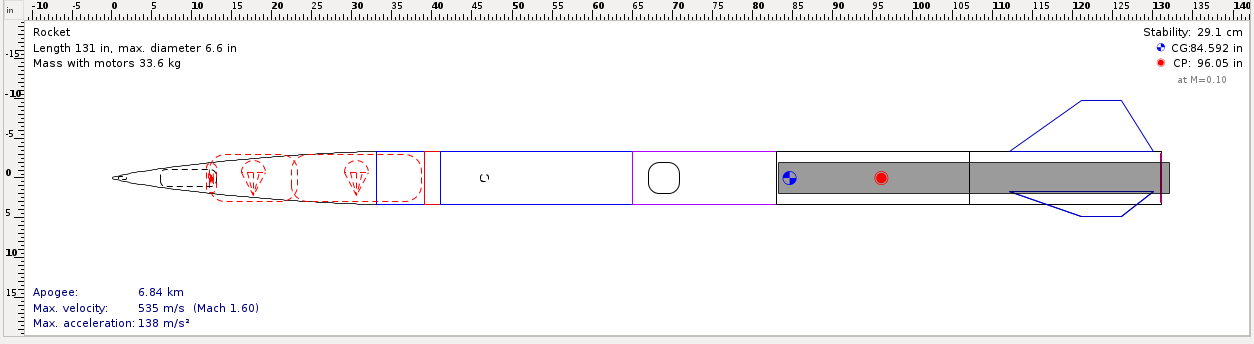 in -10 -5 0 5 10 15 20 25 30 35 40 45 50 55 60 65 70 75 80 85 90 95 100 105 110 115 120 125 130 135 140
Rocket
Length 131 in, max. diameter 6.6 in
Mass with motors 33.6 kg
Stability: 29.1 cm
CG:84.592 in
CP: 96.05 in
at M=0.10
-15
-10
-5
0
5
10
15
Apogee: 6.84 km
Max. velocity: 535 m/s (Mach 1.60)
Max. acceleration: 138 m/s²